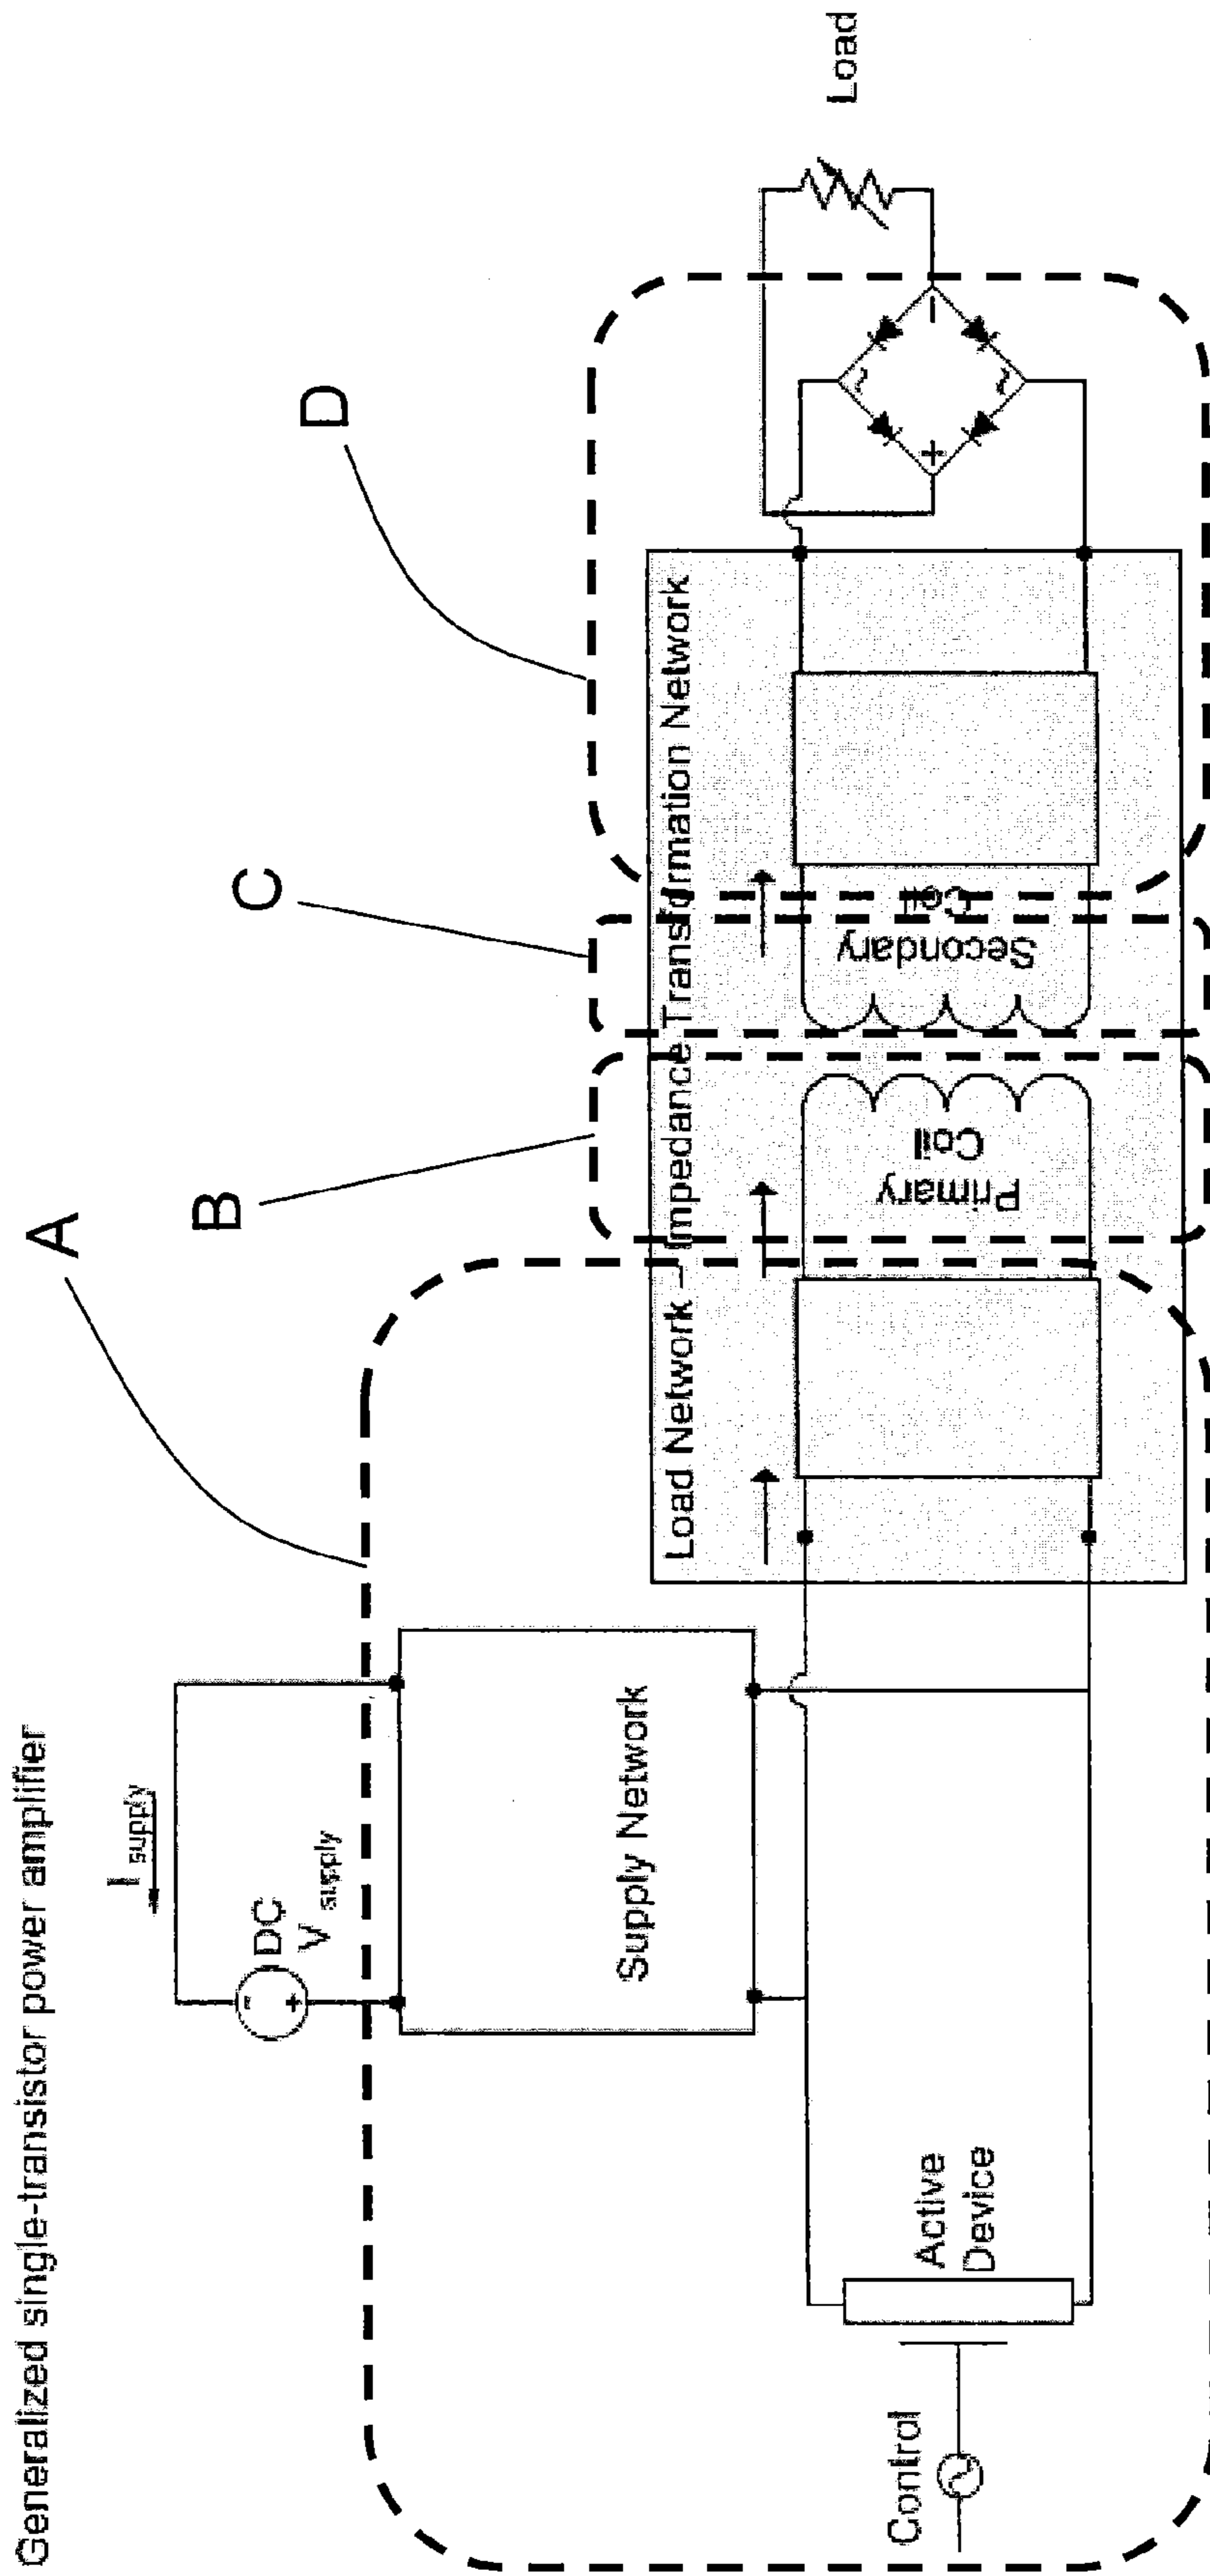 Generalized single-transistor power amplifier
A
B
C
D
I supply
DC
V supply
- 
+
Supply Network
Load Network – Impedance Transformation Network
Control
Active
Device
Primary
Coil
Secondary
Coil
~
~
+
−
Load